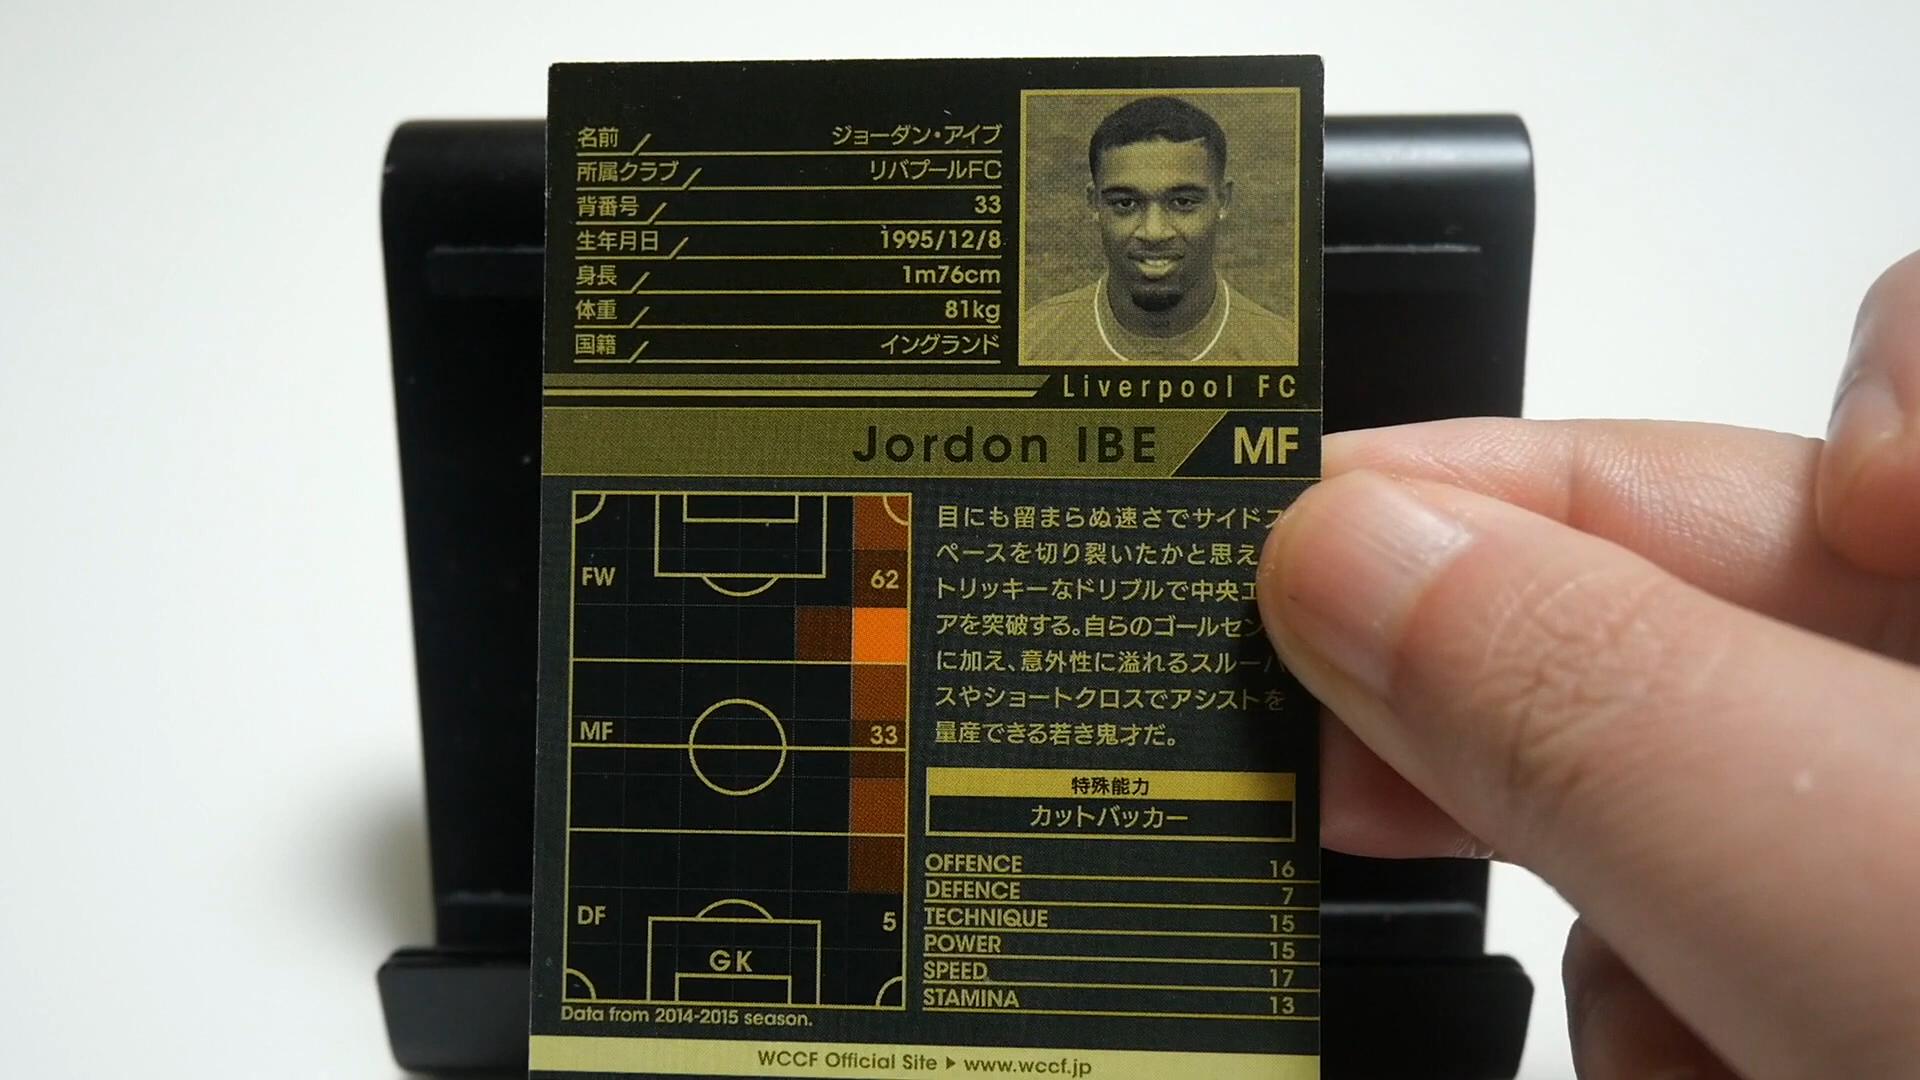 名前 ジョーダン・アイブ
所属クラブ リバプールFC
背番号 33
生年月日 1995/12/8
身長 1m76cm
体重 81kg
国籍 イングランド
Liverpool FC
Jordon IBE MF
FW 62
MF 33
DF 5
GK
Data from 2014-2015 season.
目にも留まらぬ速さでサイドス
ペースを切り裂いたかと思え
トリッキーなドリブルで中央エ
アを突破する。自らのゴールセン
に加え、意外性に溢れるスルーパ
スやショートクロスでアシストを
量産できる若き鬼才だ。
特殊能力
カットバッカー
OFFENCE 16
DEFENCE 7
TECHNIQUE 15
POWER 15
SPEED 17
STAMINA 13
WCCF Official Site ▶ www.wccf.jp